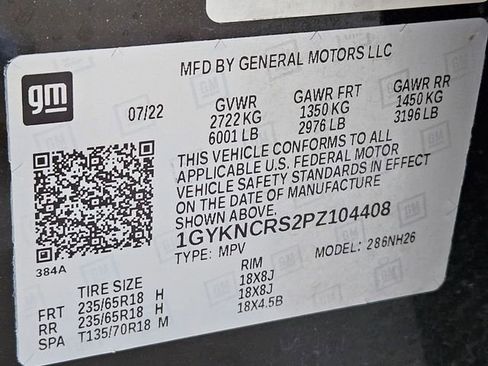 gm
MFD BY GENERAL MOTORS LLC
07/22
GVWR GAWR FRT GAWR RR
2722 KG 1350 KG 1450 KG
6001 LB 2976 LB 3196 LB
THIS VEHICLE CONFORMS TO ALL
APPLICABLE U.S. FEDERAL MOTOR
VEHICLE SAFETY STANDARDS IN EFFECT
ON THE DATE OF MANUFACTURE
SHOWN ABOVE.
1GYKNCRS2PZ104408
TYPE: MPV MODEL: 286NH26
384A
TIRE SIZE RIM
FRT 235/65R18 H 18X8J
RR 235/65R18 H 18X8J
SPA T135/70R18 M 18X4.5B